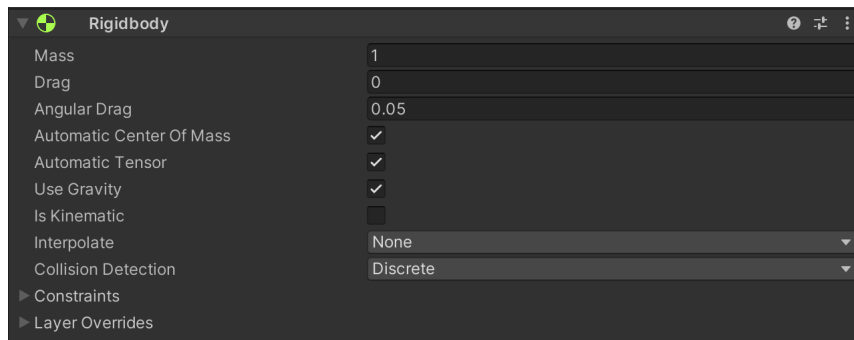 Rigidbody
Mass 1
Drag 0
Angular Drag 0.05
Automatic Center Of Mass
Automatic Tensor
Use Gravity
Is Kinematic
Interpolate None
Collision Detection Discrete
Constraints
Layer Overrides